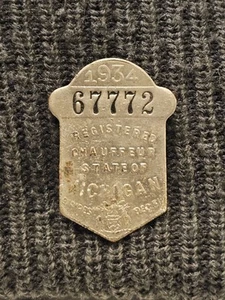 1934
67772
REGISTERED
CHAUFFEUR
STATE OF
MICHIGAN